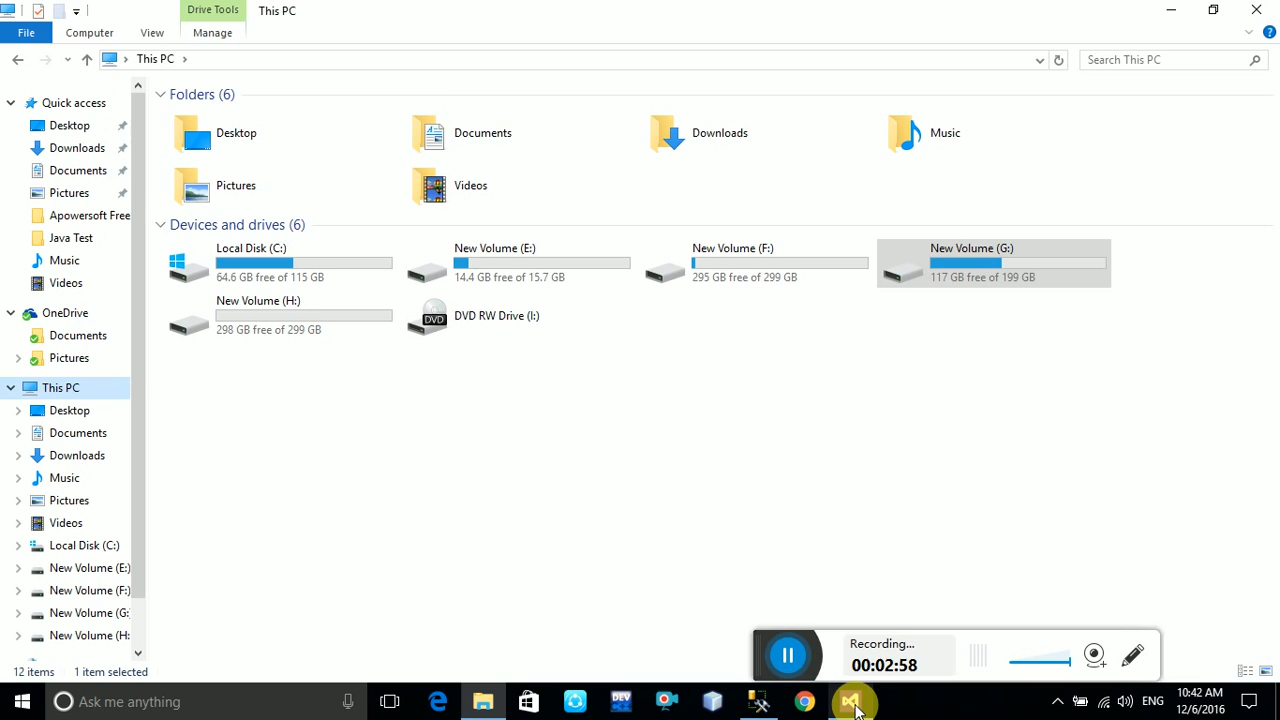 Drive Tools
This PC
File
Computer
View
Manage
This PC
Search This PC
Quick access
Desktop
Downloads
Documents
Pictures
Apowersoft Free
Java Test
Music
Videos
OneDrive
Documents
Pictures
This PC
Desktop
Documents
Downloads
Music
Pictures
Videos
Local Disk (C:)
New Volume (E:)
New Volume (F:)
New Volume (G:
New Volume (H:
Folders (6)
Desktop
Documents
Downloads
Music
Pictures
Videos
Devices and drives (6)
Local Disk (C:)
64.6 GB free of 115 GB
New Volume (E:)
14.4 GB free of 15.7 GB
New Volume (F:)
295 GB free of 299 GB
New Volume (G:)
117 GB free of 199 GB
New Volume (H:)
298 GB free of 299 GB
DVD
DVD RW Drive (I:)
Recording...
00:02:58
12 items
1 item selected
Ask me anything
DEV
ENG
10:42 AM
12/6/2016